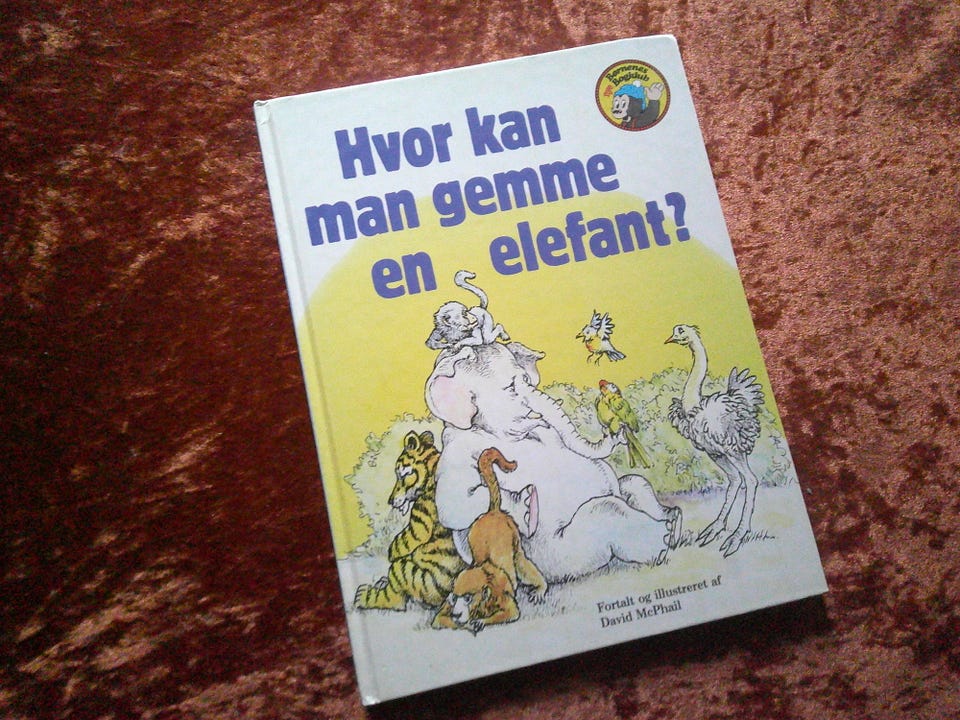 Børnenes
Bogklub
Hvor kan
man gemme
en elefant?
Fortalt og illustreret af
David McPhail